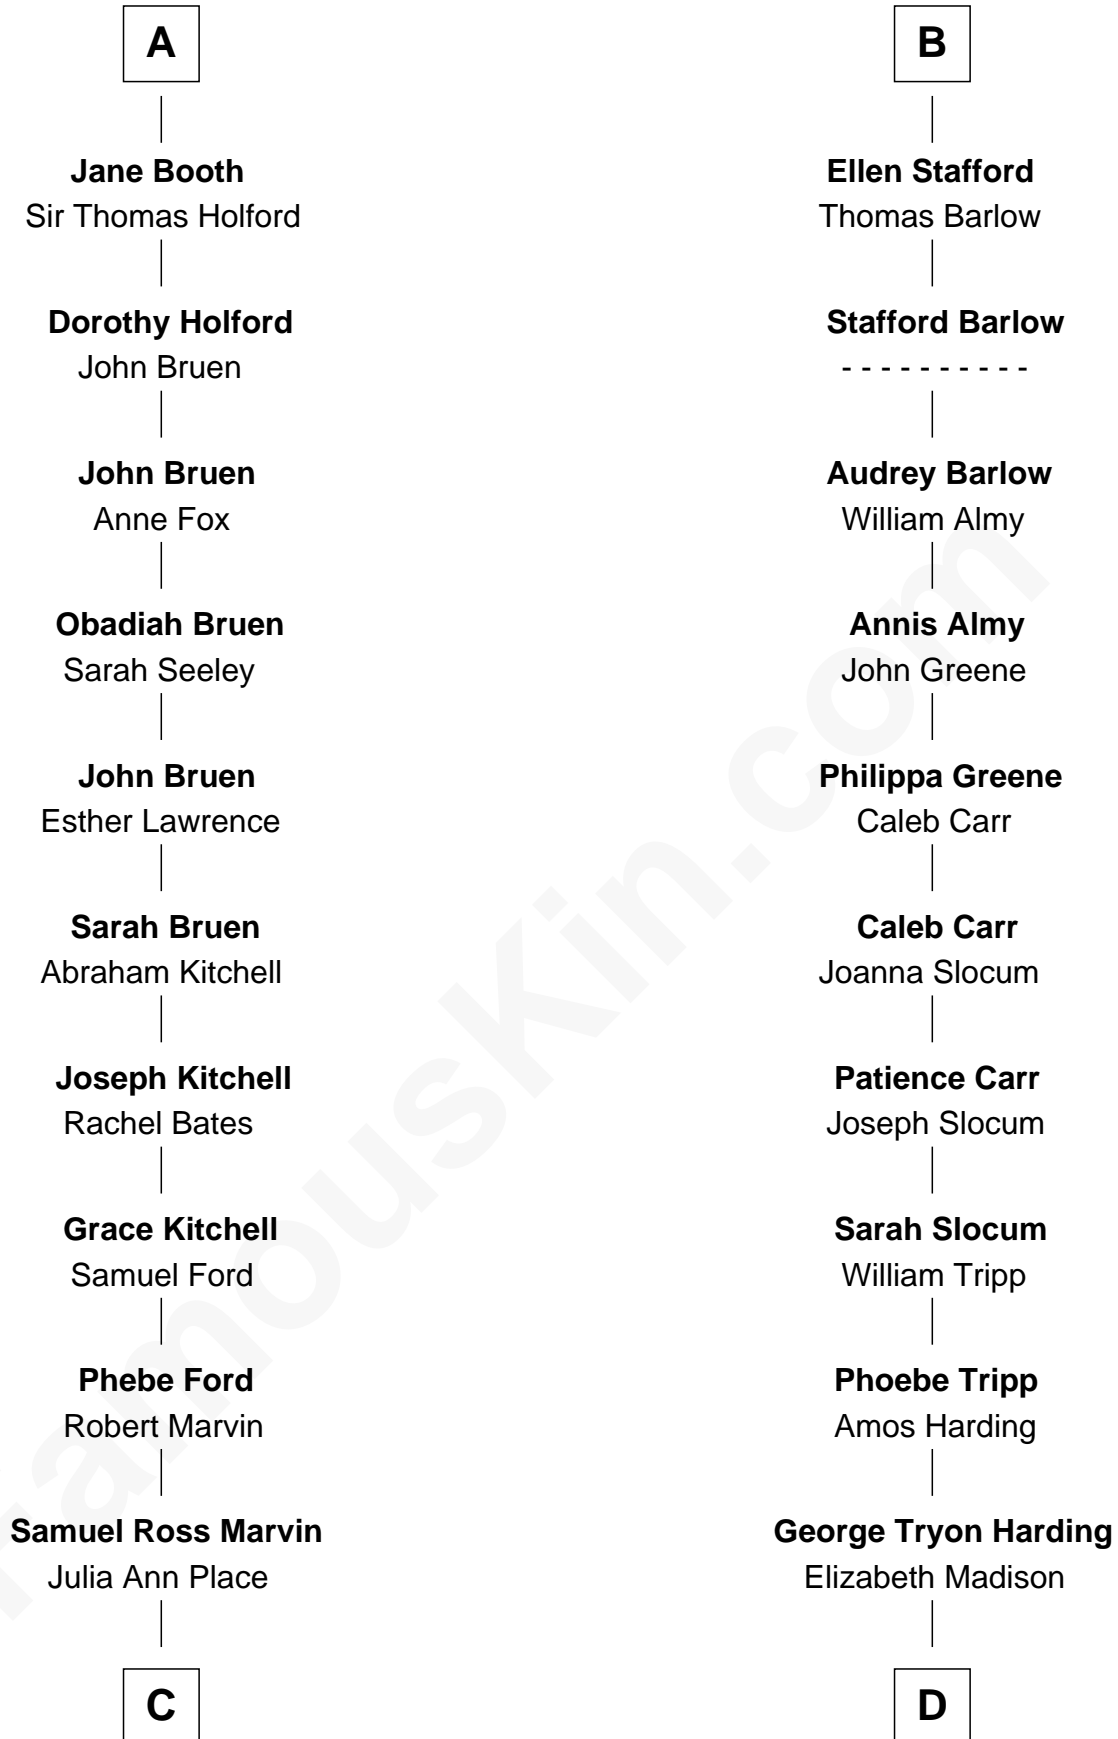 A
Jane Booth
Sir Thomas Holford
Dorothy Holford
John Bruen
John Bruen
Anne Fox
Obadiah Bruen
Sarah Seeley
John Bruen
Esther Lawrence
Sarah Bruen
Abraham Kitchell
Joseph Kitchell
Rachel Bates
Grace Kitchell
Samuel Ford
Phebe Ford
Robert Marvin
Samuel Ross Marvin
Julia Ann Place
C
B
Ellen Stafford
Thomas Barlow
Stafford Barlow
- - - - - - - - - -
Audrey Barlow
William Almy
Annis Almy
John Greene
Philippa Greene
Caleb Carr
Caleb Carr
Joanna Slocum
Patience Carr
Joseph Slocum
Sarah Slocum
William Tripp
Phoebe Tripp
Amos Harding
George Tryon Harding
Elizabeth Madison
D
FamousKin.com